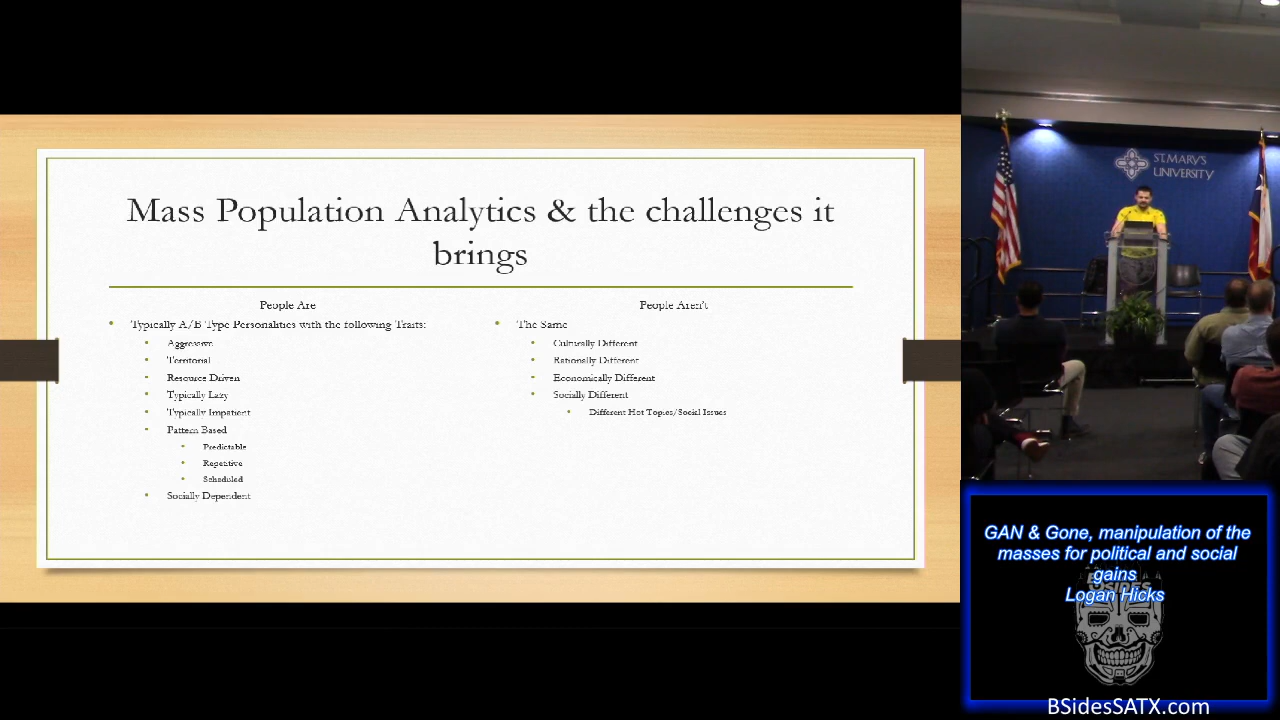 Mass Population Analytics & the challenges it
brings
People Are
Typically A/B Type Personalities with the following Traits:
Aggressive
Territorial
Resource Driven
Typically Lazy
Typically Impatient
Pattern Based
Predictable
Repetitive
Scheduled
Socially Dependent
People Aren't
The Same
Culturally Different
Rationally Different
Economically Different
Socially Different
Different Hot Topics/Social Issues
ST. MARY'S
UNIVERSITY
GAN & Gone, manipulation of the
masses for political and social
gains
Logan Hicks
BSIDES
BSidesSATX.com